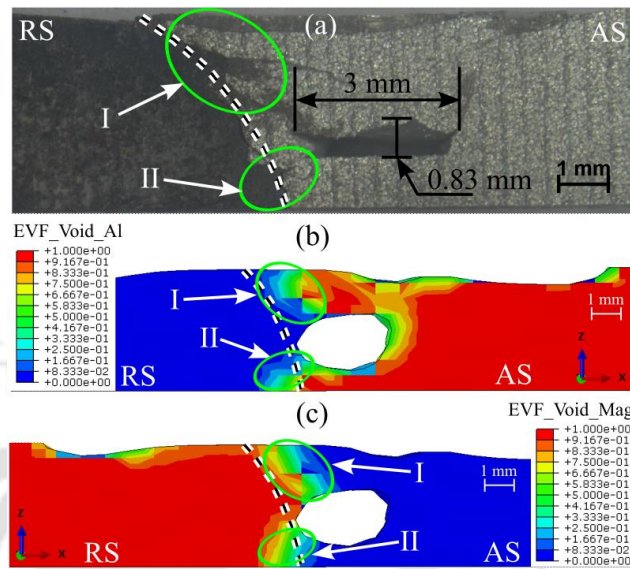 RS
(a)
AS
I
3 mm
II
0.83 mm
1 mm
EVF_Void_Al
(b)
+1.000e+00
+9.167e-01
+8.333e-01
+7.500e-01
+6.667e-01
+5.833e-01
+5.000e-01
+4.167e-01
+3.333e-01
+2.500e-01
+1.667e-01
+8.333e-02
+0.000e+00
I
1 mm
II
z
x
RS
AS
(c)
EVF_Void_Mag
+1.000e+00
+9.167e-01
+8.333e-01
+7.500e-01
+6.667e-01
+5.833e-01
+5.000e-01
+4.167e-01
+3.333e-01
+2.500e-01
+1.667e-01
+8.333e-02
+0.000e+00
I
1 mm
z
x
RS
II
AS